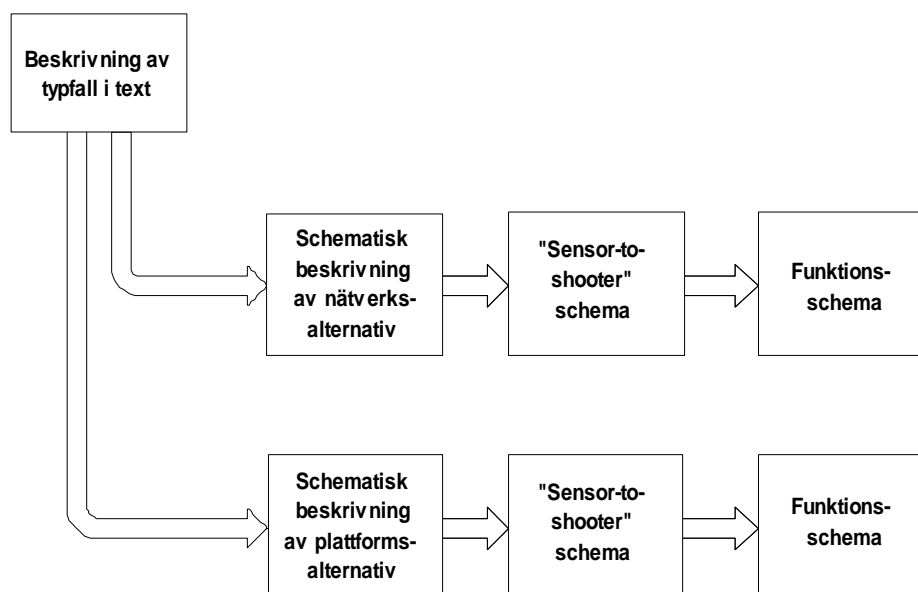 Beskrivning av
typfall i text
Schematisk
beskrivning
av nätverks-
alternativ
"Sensor-to-
shooter"
schema
Funktions-
schema
Schematisk
beskrivning
av plattforms-
alternativ
"Sensor-to-
shooter"
schema
Funktions-
schema